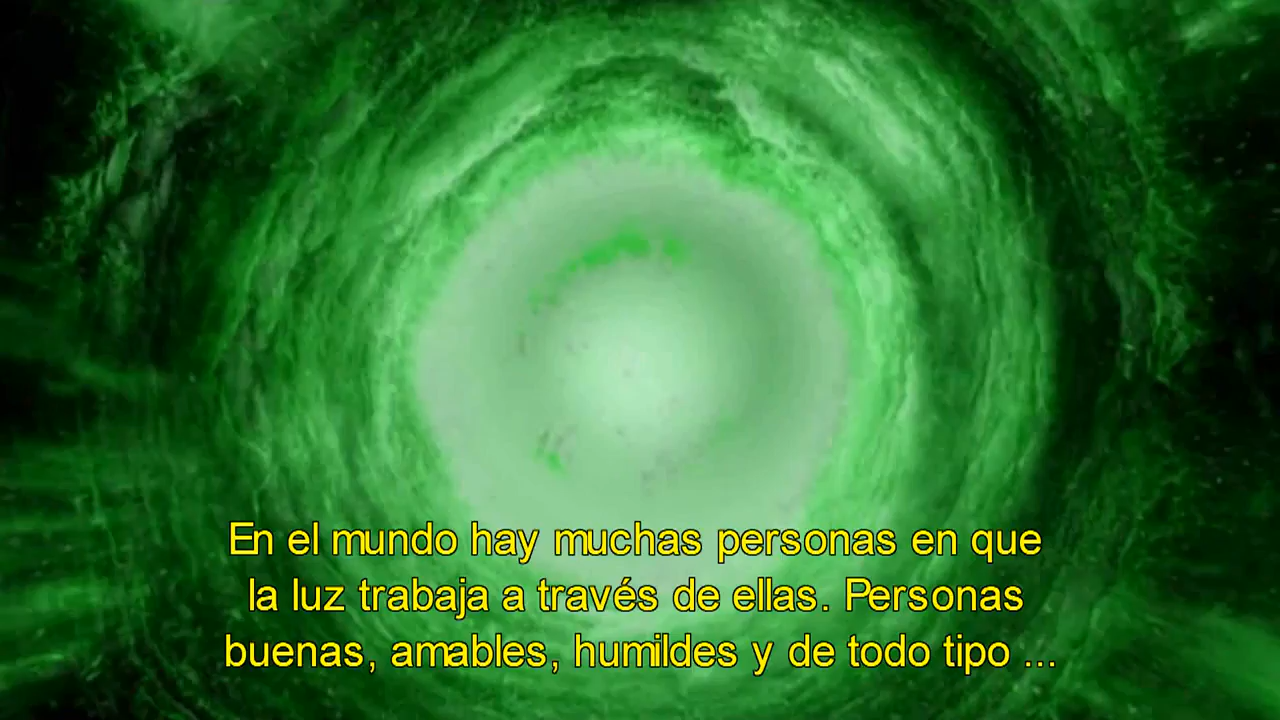 En el mundo hay muchas personas en que
la luz trabaja a través de ellas. Personas
buenas, amables, humildes y de todo tipo ...